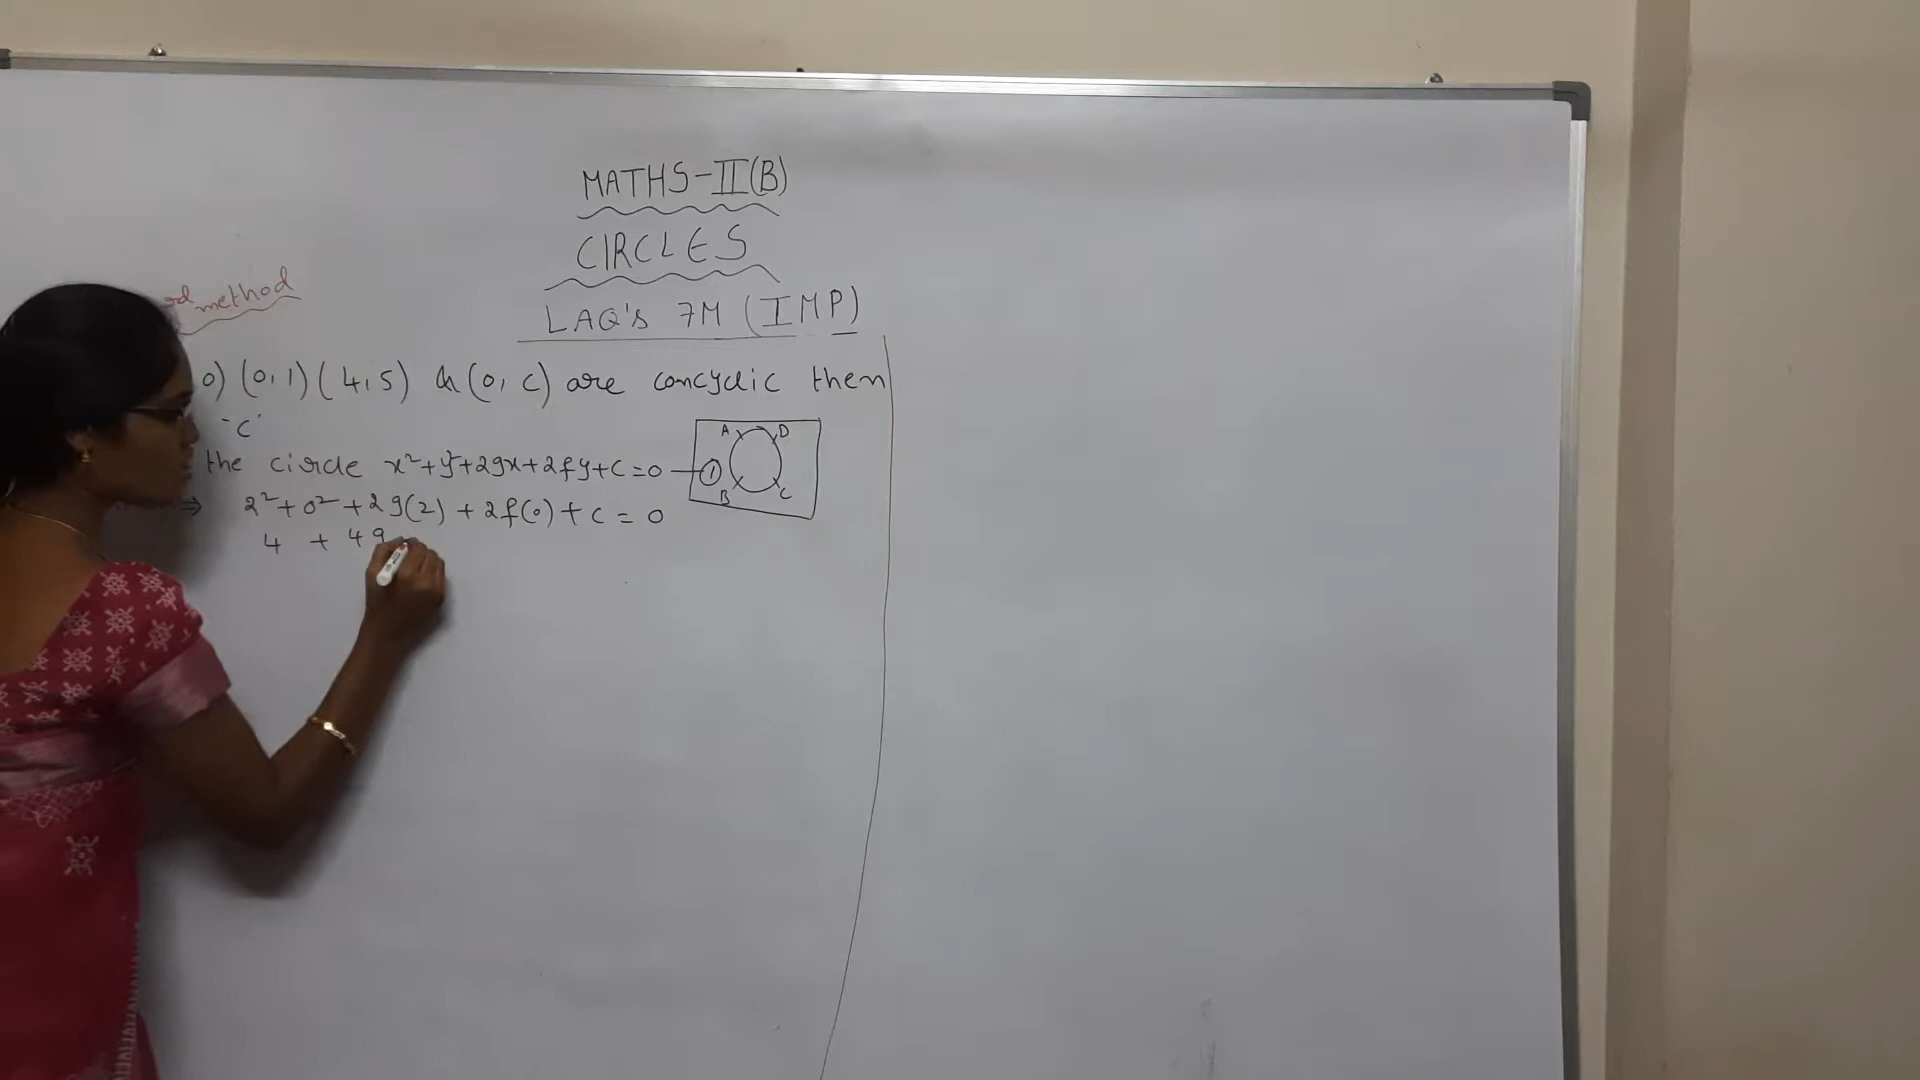 MATHS-II(B)
CIRCLES
LAQ's 7M (IMP)
method
0) (0,1) (4,5) & (0, c) are concyclic then
"c"
the circle x²+y²+2gx+2fy+c=0 — ①
A D
B C
⇒ 2²+0²+2g(2)+2f(0)+c=0
4 + 4g